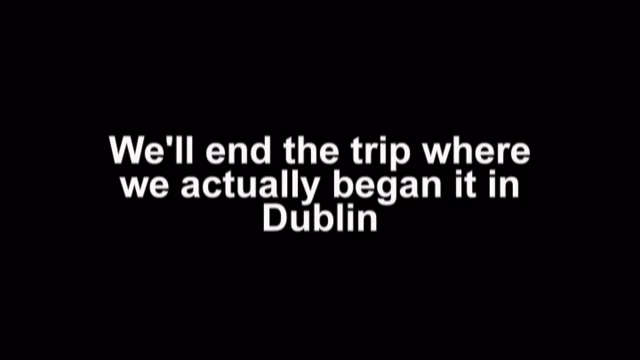 We'll end the trip where
we actually began it in
Dublin